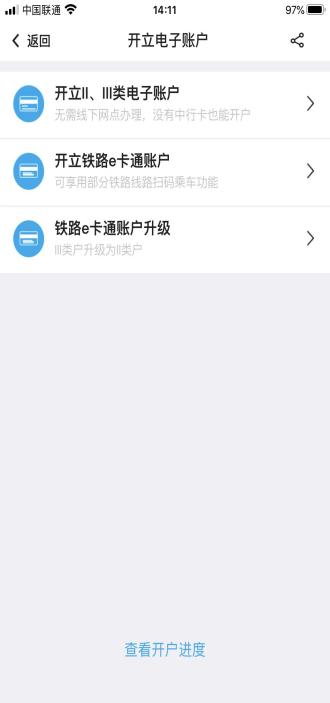 中国联通 14:11 97%
返回 开立电子账户
开立II、III类电子账户
无需线下网点办理，没有中行卡也能开户
开立铁路e卡通账户
可享用部分铁路线路扫码乘车功能
铁路e卡通账户升级
III类户升级为II类户
查看开户进度